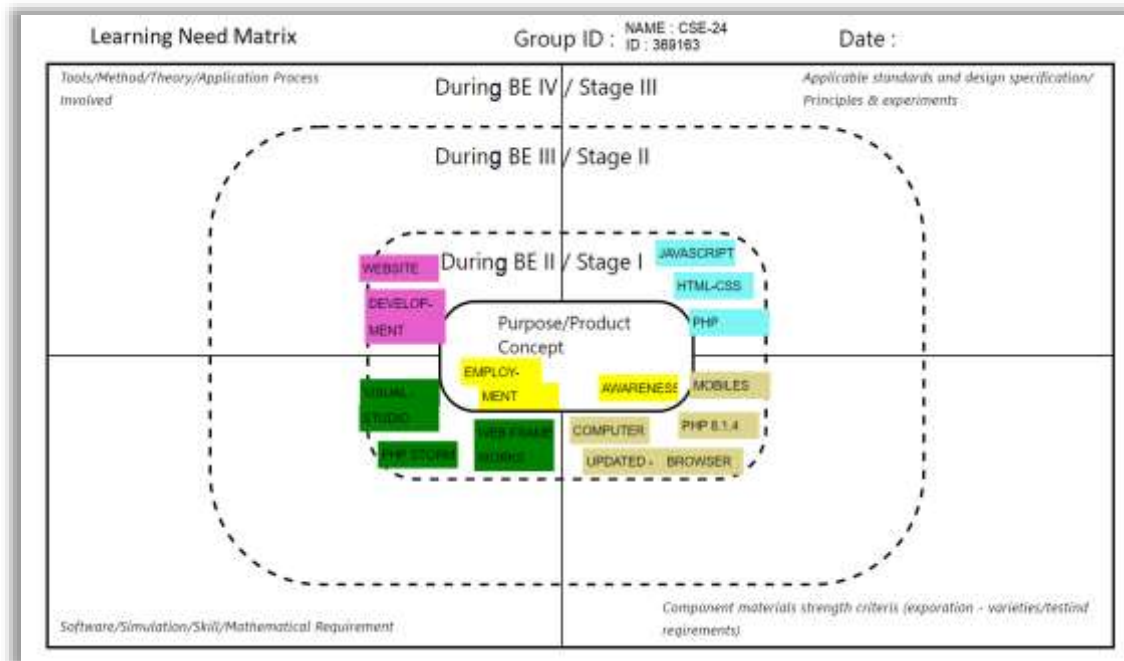 Learning Need Matrix
Group ID :
NAME : CSE-24
ID : 369163
Date :
Tools/Method/Theory/Application Process
Involved
During BE IV / Stage III
Applicable standards and design specification/
Principles & experiments
During BE III / Stage II
During BE II / Stage I
WEBSITE
DEVELOP-
MENT
JAVASCRIPT
HTML-CSS
PHP
Purpose/Product
Concept
EMPLOY-
MENT
AWARENESS
VISUAL -
STUDIO
PHP STORM
WEB FRAME
WORKS
MOBILES
COMPUTER
PHP 8.1.4
UPDATED -
BROWSER
Software/Simulation/Skill/Mathematical Requirement
Component materials strength criteris (exporation - varieties/testind
reqirements)